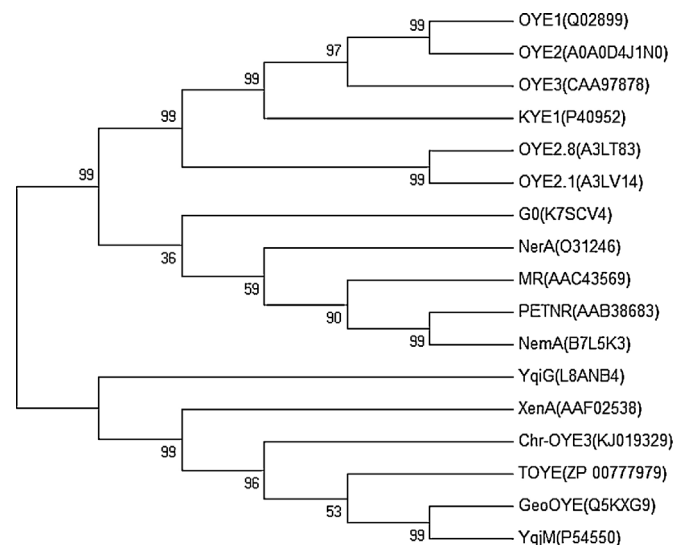 OYE1(Q02899)
99
OYE2(A0A0D4J1N0)
97
OYE3(CAA97878)
99
KYE1(P40952)
99
OYE2.8(A3LT83)
99
OYE2.1(A3LV14)
99
G0(K7SCV4)
36
NerA(O31246)
59
MR(AAC43569)
90
PETNR(AAB38683)
99
NemA(B7L5K3)
YqiG(L8ANB4)
XenA(AAF02538)
99
Chr-OYE3(KJ019329)
96
TOYE(ZP 00777979)
53
GeoOYE(Q5KXG9)
99
YqjM(P54550)